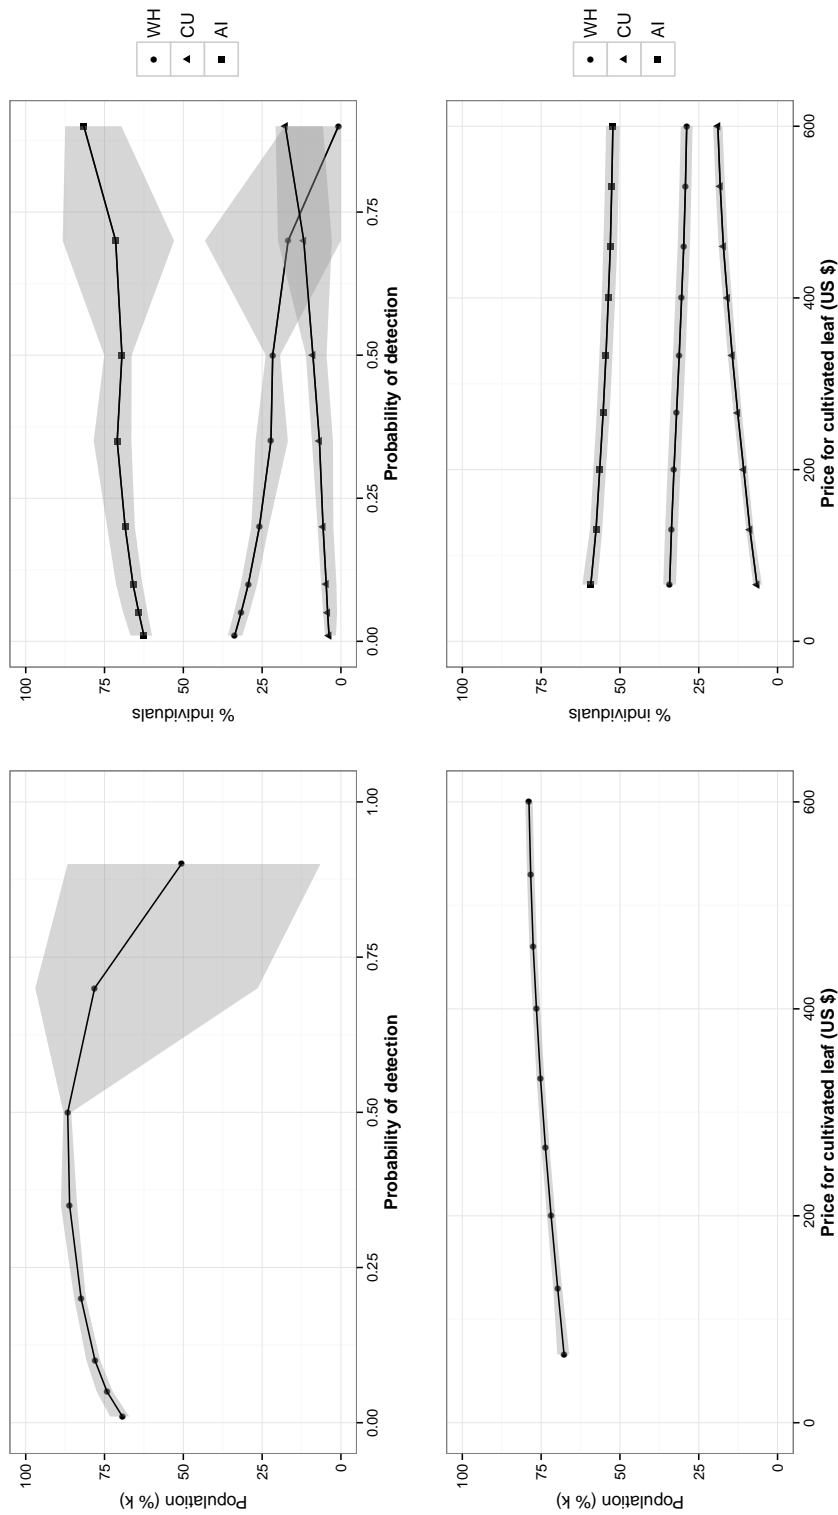 100
75
50
25
0
Population (% k)
0.00
0.25
0.50
0.75
1.00
Probability of detection
100
75
50
25
0
% individuals
0.00
0.25
0.50
0.75
Probability of detection
WH
CU
AI
100
75
50
25
0
Population (% k)
0
200
400
600
Price for cultivated leaf (US $)
100
75
50
25
0
% individuals
0
200
400
600
Price for cultivated leaf (US $)
WH
CU
AI